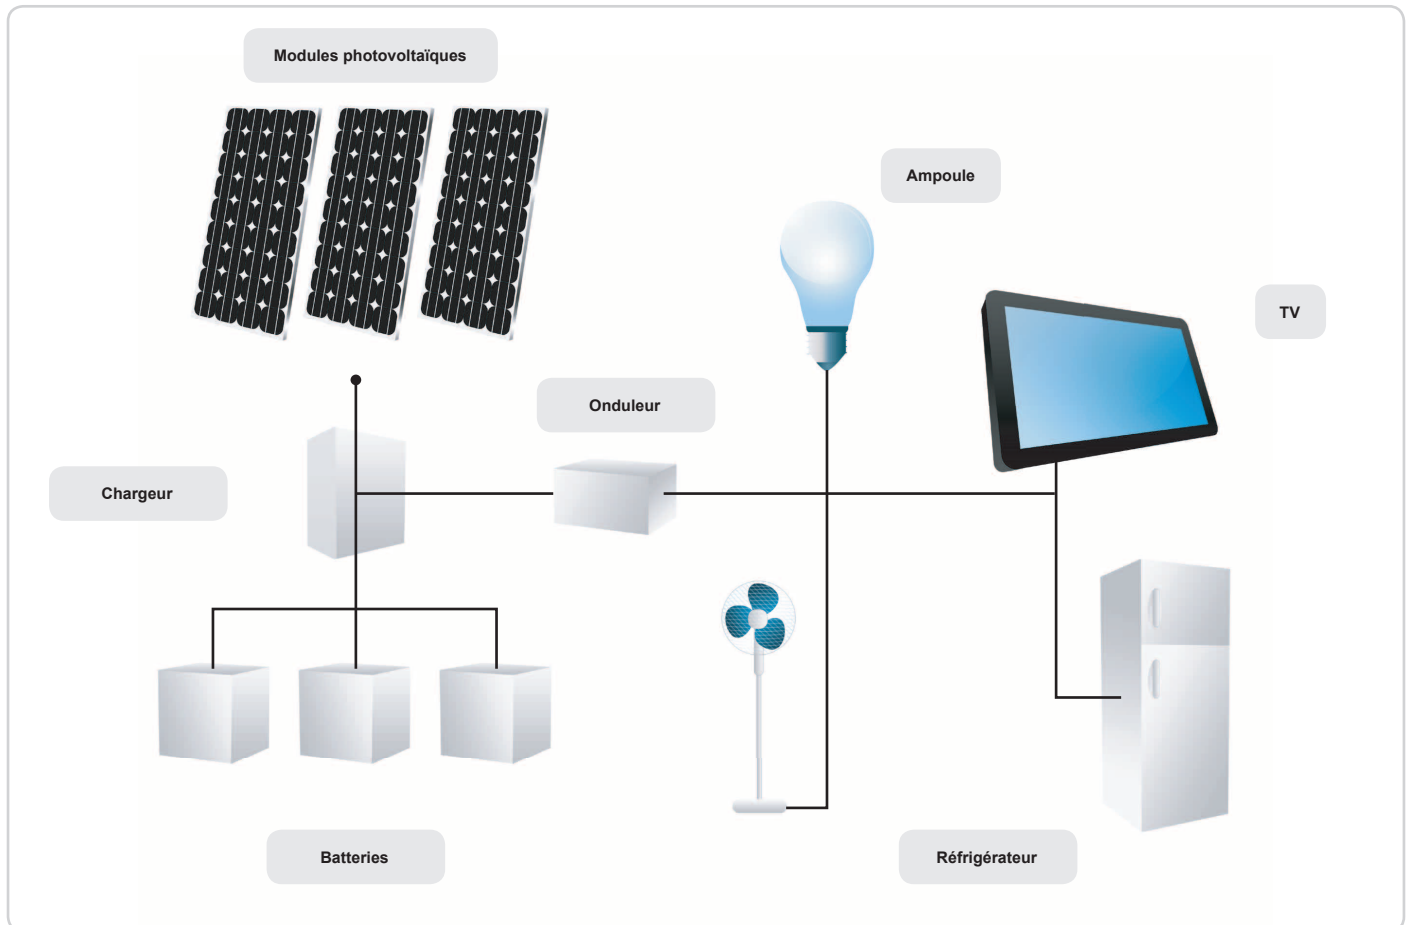 Modules photovoltaïques
Ampoule
TV
Onduleur
Chargeur
Batteries
Réfrigérateur